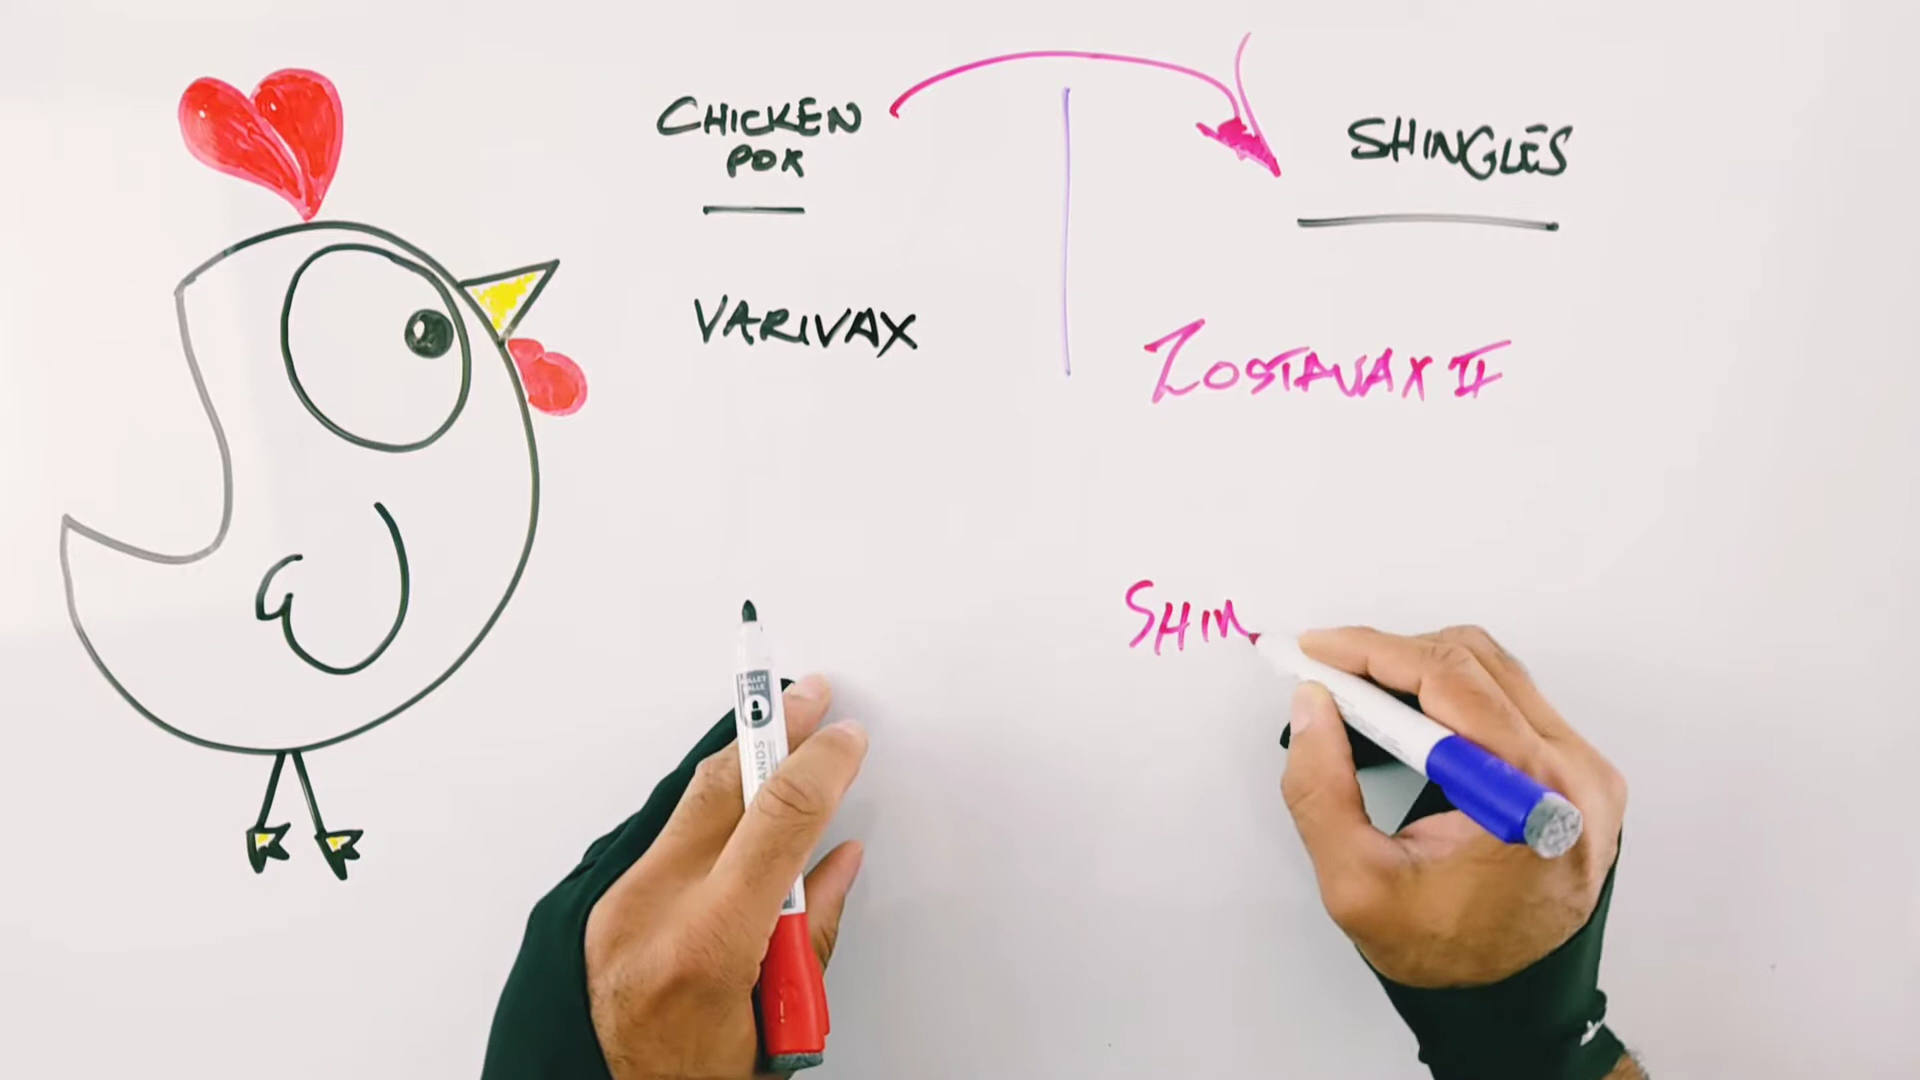 CHICKEN
POX
SHINGLES
VARIVAX
ZOSTAVAX II
SHIN